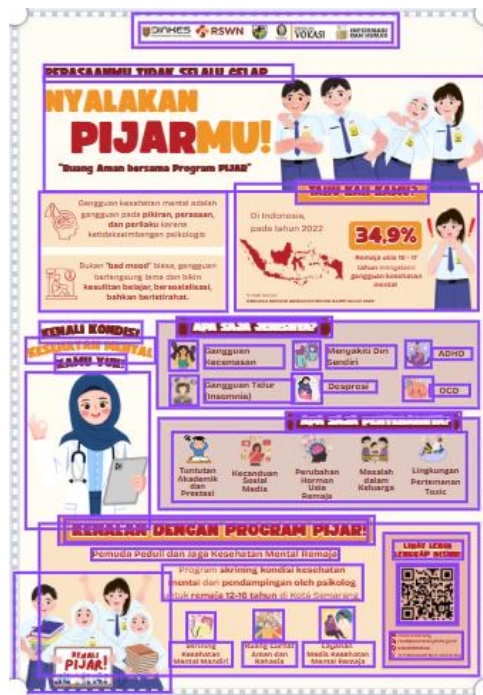 DINKES RSWN VOKASI INFORMASI DAN HUMAS
PERASAANMU TIDAK SELALU GELAP
NYALAKAN
PIJARMU!
"Ruang Aman bersama Program PIJAR"
Gangguan kesehatan mental adalah
gangguan pada pikiran, perasaan,
dan perilaku karena
ketidakseimbangan psikologis
Bukan "bad mood" biasa, gangguan
berlangsung lama dan bikin
kesulitan belajar, bersosialisasi,
bahkan beristirahat.
TAHU KAH KAMU?
Di Indonesia,
pada tahun 2022
34,9%
Remaja usia 10 - 17
tahun mengalami
gangguan kesehatan
mental
KENALI KONDISI
KESEHATAN MENTAL
KAMU YUK!
APA SAJA JENISNYA?
Gangguan
Kecemasan
Menyakiti Diri
Sendiri
ADHD
Gangguan Tidur
(Insomnia)
Despresi
OCD
APA SAJA
Tuntutan
Akademik
dan
Prestasi
Kecanduan
Sosial
Media
Perubahan
Hormon
Usia
Remaja
Masalah
dalam
Keluarga
Lingkungan
Pertemanan
Toxic
KENALAN DENGAN PROGRAM PIJAR!
Pemuda Peduli dan Jaga Kesehatan Mental Remaja
Program skrining kondisi kesehatan
mental dan pendampingan oleh psikolog
untuk remaja 12-16 tahun di Kota Semarang
Skrining
Kesehatan
Mental Mandiri
Ruang Curhat
Aman dan
Rahasia
Layanan
Medis Kesehatan
Mental Remaja
LIHAT LEBIH
LENGKAP DISINI!
KENALI
PIJAR!